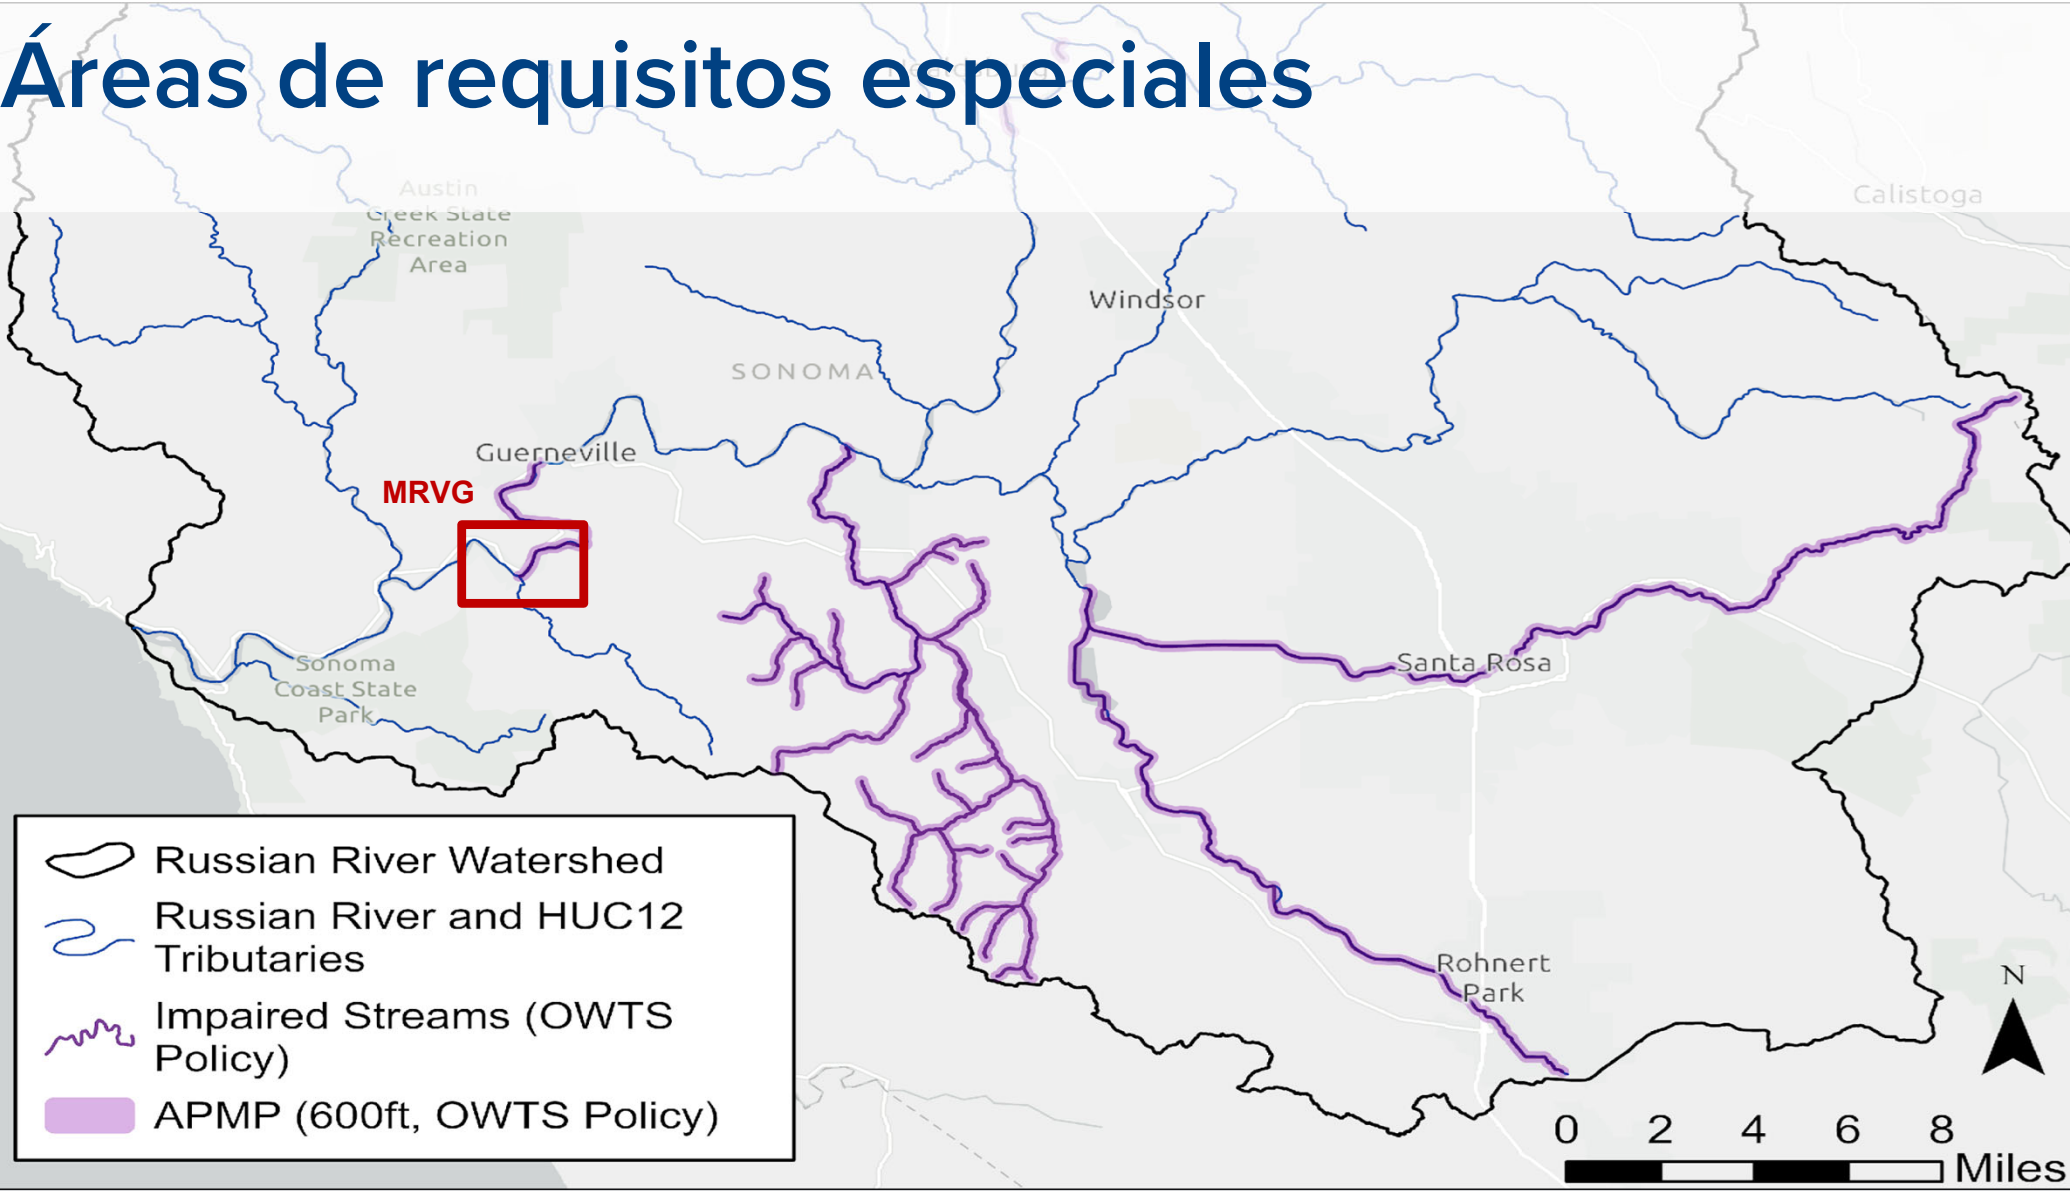 Áreas de requisitos especiales
Healdsburg
Austin
Creek State
Recreation
Area
Calistoga
Windsor
SONOMA
Guerneville
MRVG
Santa Rosa
Sonoma
Coast State
Park
Rohnert
Park
Russian River Watershed
Russian River and HUC12
Tributaries
Impaired Streams (OWTS
Policy)
APMP (600ft, OWTS Policy)
N
0 2 4 6 8
Miles